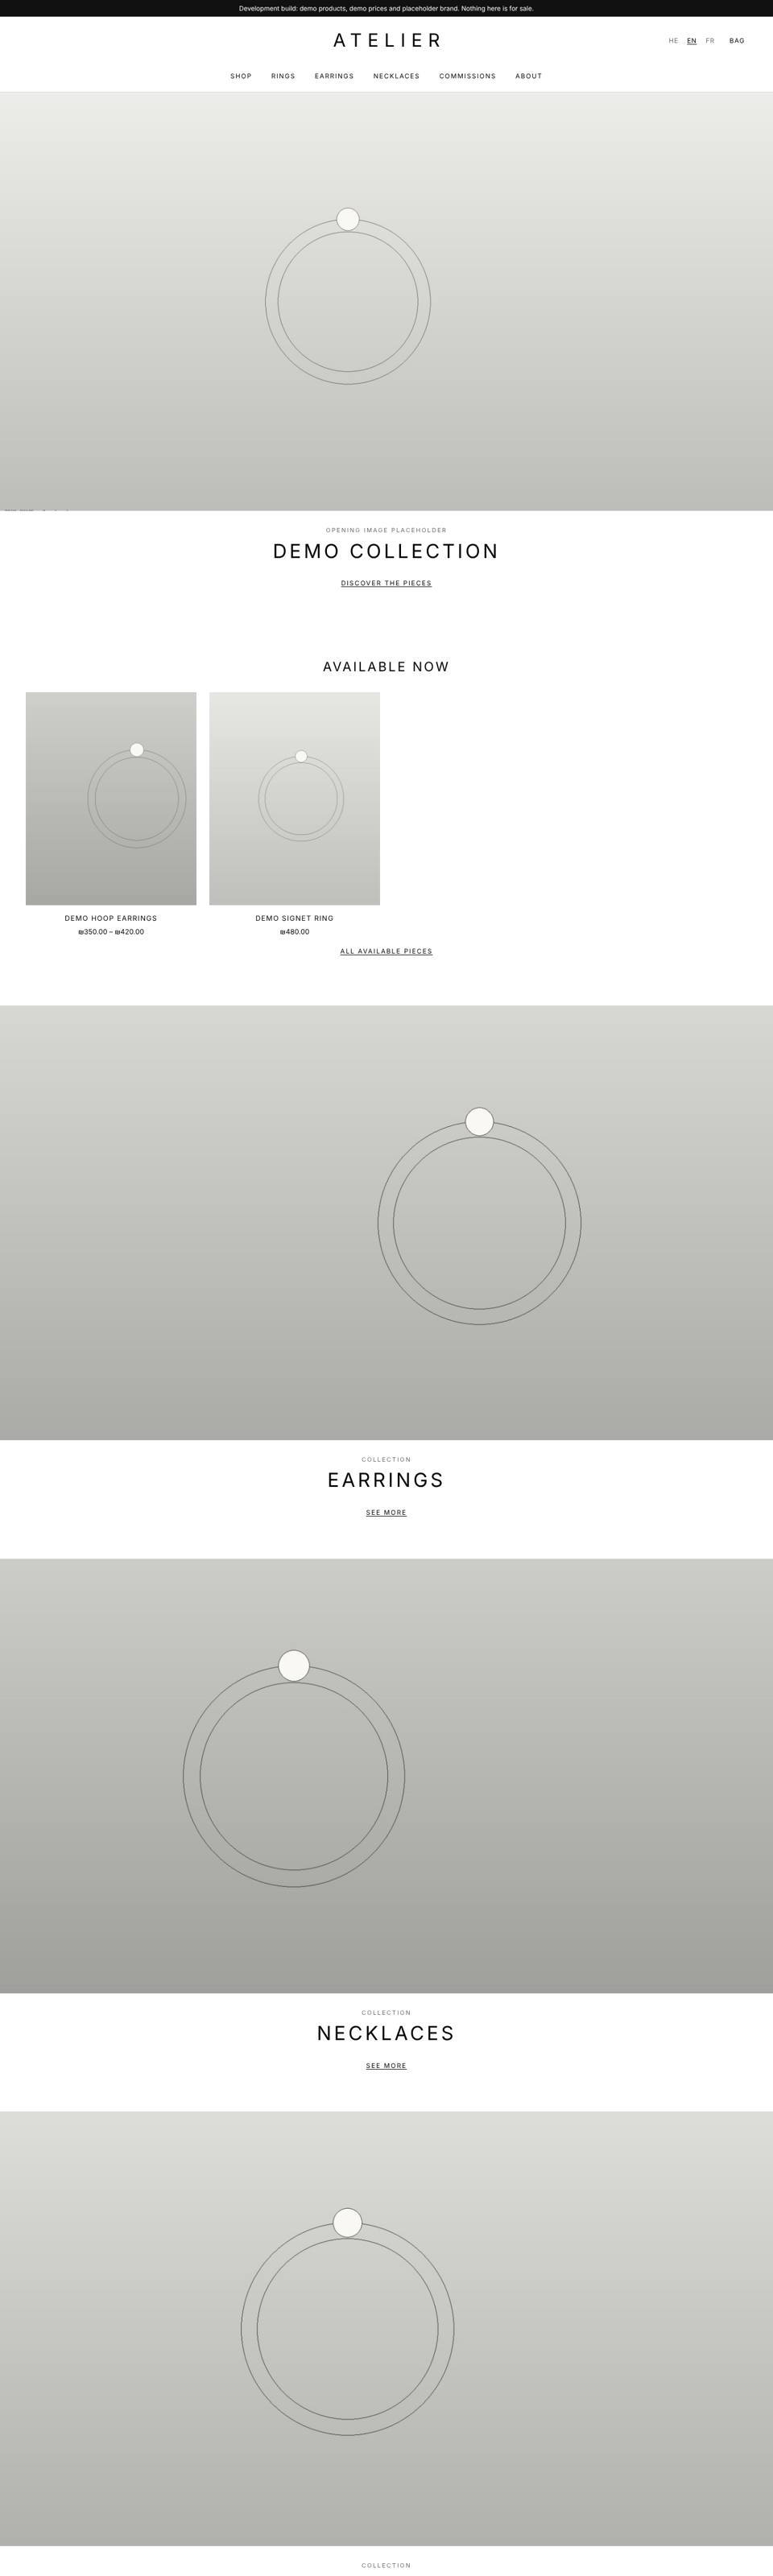 Development build: demo products, demo prices and placeholder brand. Nothing here is for sale.
ATELIER
HE EN FR BAG
SHOP RINGS EARRINGS NECKLACES COMMISSIONS ABOUT
OPENING IMAGE PLACEHOLDER
DEMO COLLECTION
DISCOVER THE PIECES
AVAILABLE NOW
DEMO HOOP EARRINGS
₪350.00 – ₪420.00
DEMO SIGNET RING
₪480.00
ALL AVAILABLE PIECES
COLLECTION
EARRINGS
SEE MORE
COLLECTION
NECKLACES
SEE MORE
COLLECTION